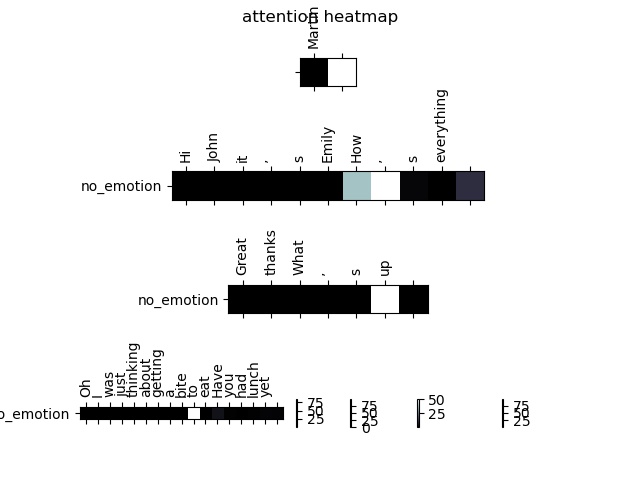 attention heatmap
Martin
Hi John it ' s Emily How ' s everything
no_emotion
Great thanks What ' s up
no_emotion
Oh I was just thinking about getting a bite to eat Have you had lunch yet
o_emotion
75 50 25
75 50 25 0
50 25
75 50 25